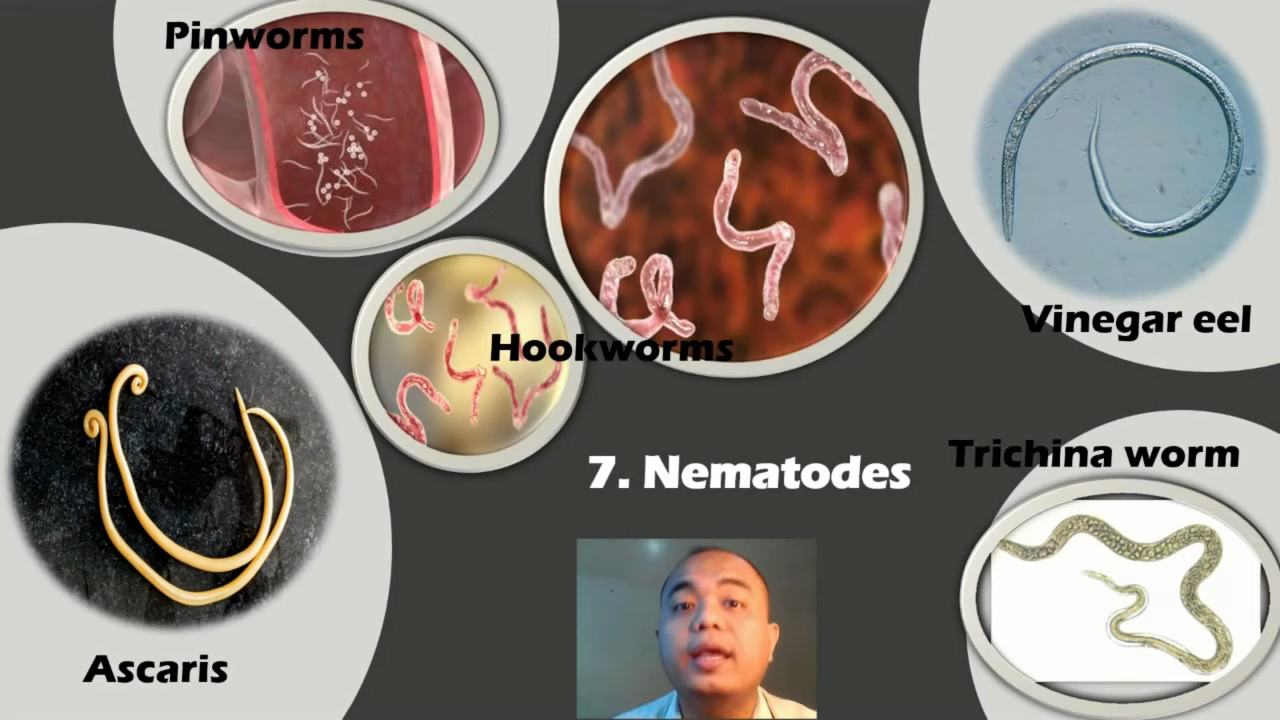 Pinworms
Vinegar eel
Hookworms
7. Nematodes
Trichina worm
Ascaris